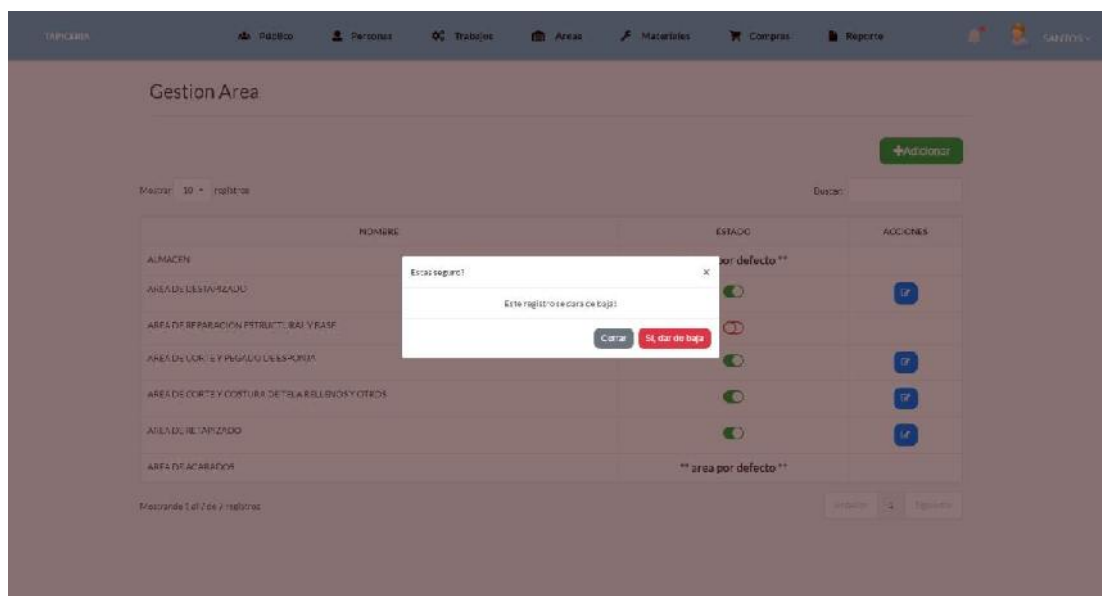 TAPICERIA Público Personas Trabajos Areas Materiales Compras Reporte SANTOS
Gestion Area
+Adicionar
Mostrar 10 registros Buscar:
NOMBRE ESTADO ACCIONES
ALMACEN ** area por defecto **
Estas seguro? x
AREA DE DESTAPIZADO
Este registro se dara de baja!
AREA DE REPARACION ESTRUCTURAL Y BASE
Cerrar Si, dar de baja
AREA DE CORTE Y PEGADO DE ESPONJA
AREA DE CORTE Y COSTURA DE TELA RELLENOS Y OTROS
AREA DE RETAPIZADO
AREA DE ACABADOS ** area por defecto **
Mostrando 1 al 7 de 7 registros Anterior 1 Siguiente